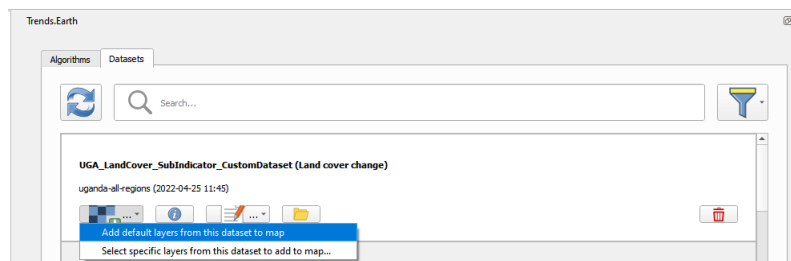 Trends.Earth
Algorithms Datasets
Search...
UGA_LandCover_SubIndicator_CustomDataset (Land cover change)
uganda-all-regions (2022-04-25 11:45)
... ...
Add default layers from this dataset to map
Select specific layers from this dataset to add to map...